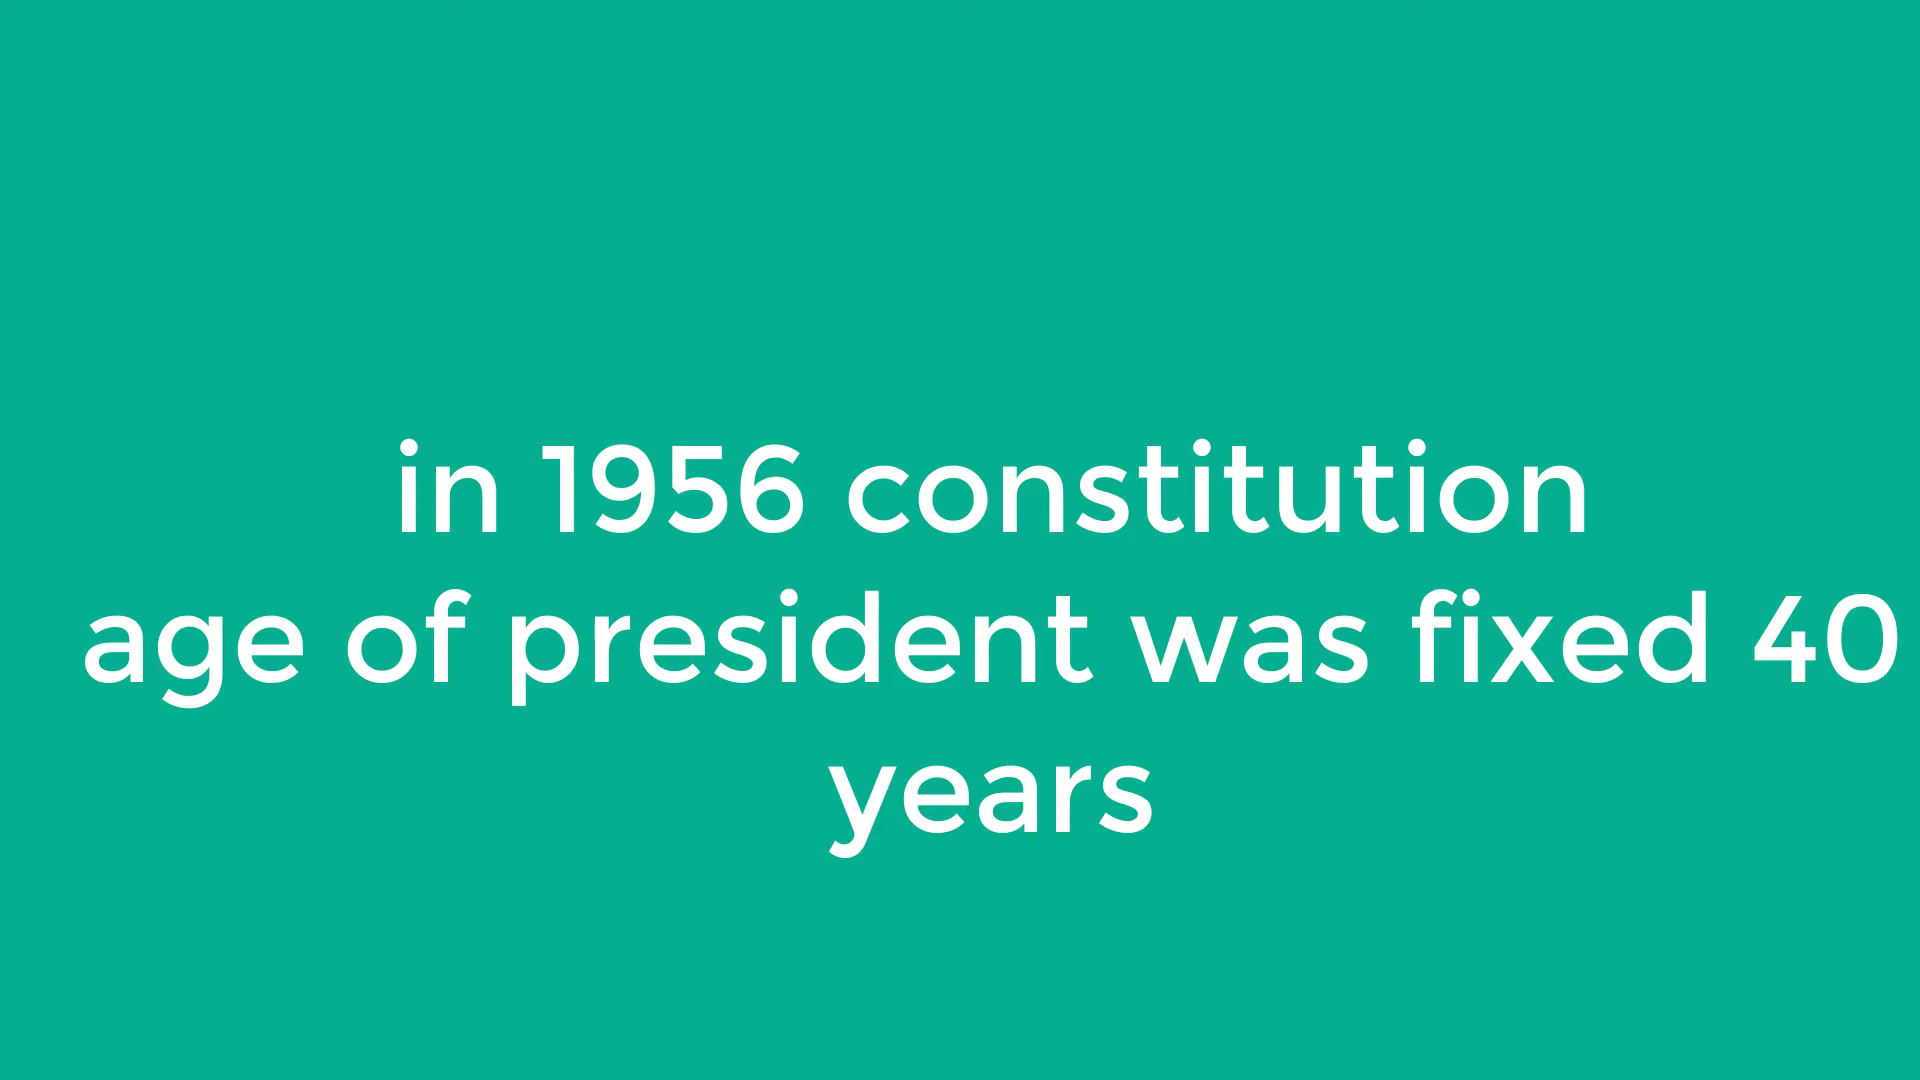 in 1956 constitution
age of president was fixed 40
years